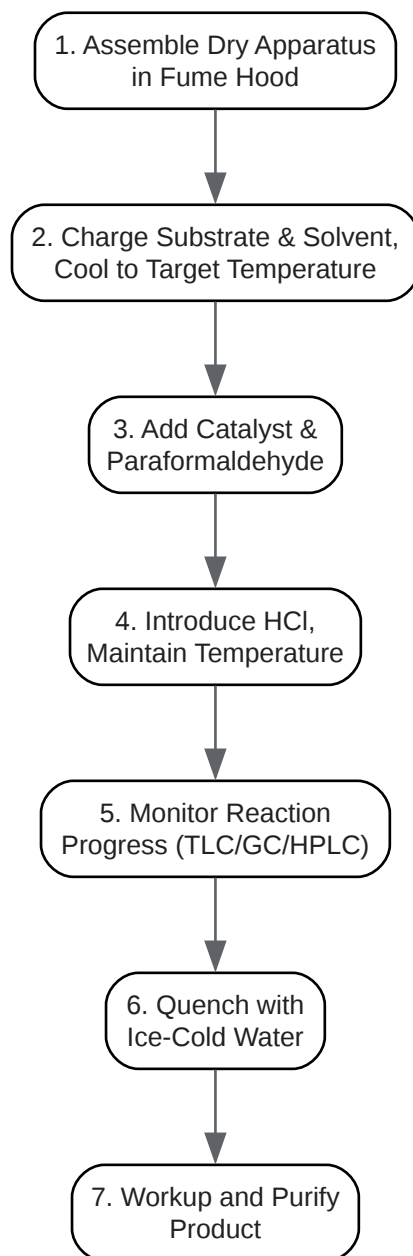 1. Assemble Dry Apparatus
in Fume Hood
2. Charge Substrate & Solvent,
Cool to Target Temperature
3. Add Catalyst &
Paraformaldehyde
4. Introduce HCl,
Maintain Temperature
5. Monitor Reaction
Progress (TLC/GC/HPLC)
6. Quench with
Ice-Cold Water
7. Workup and Purify
Product